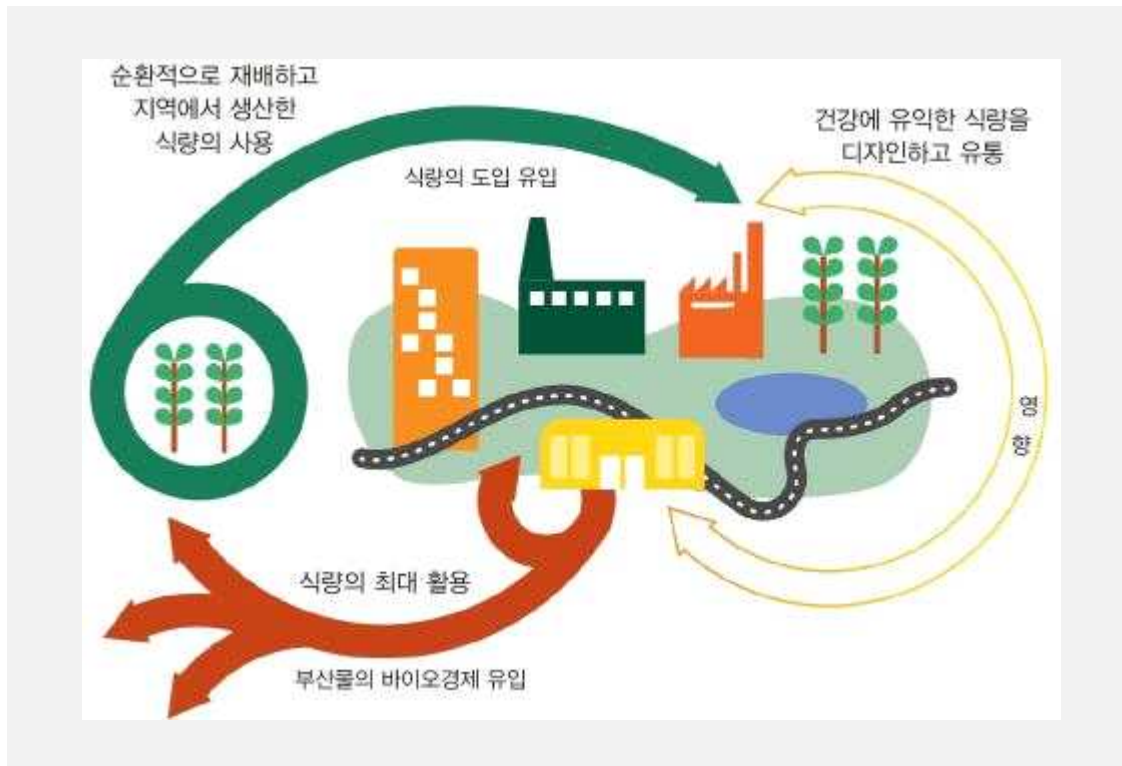 순환적으로 재배하고
지역에서 생산한
식량의 사용
식량의 도입 유입
건강에 유익한 식량을
디자인하고 유통
영
향
식량의 최대 활용
부산물의 바이오경제 유입